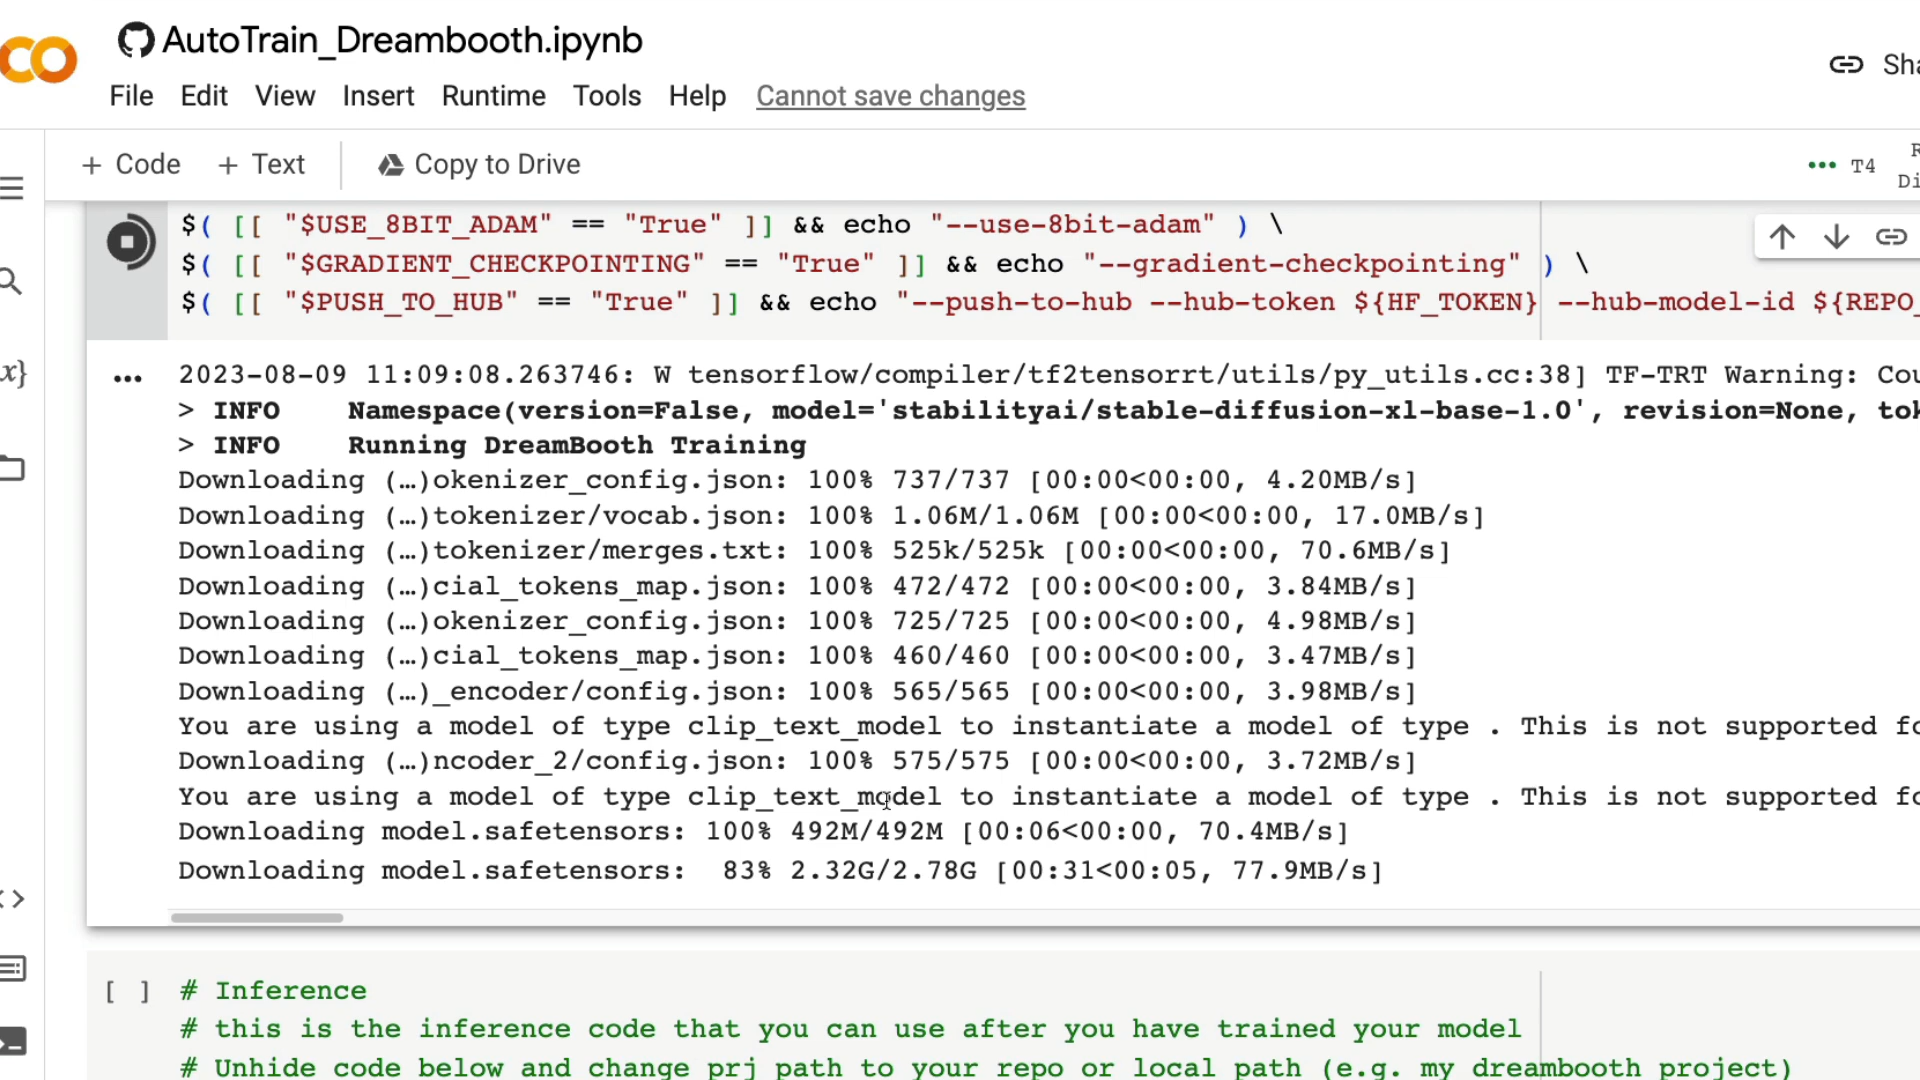 AutoTrain_Dreambooth.ipynb
File Edit View Insert Runtime Tools Help Cannot save changes
+ Code + Text Copy to Drive
T4
$( [[ "$USE_8BIT_ADAM" == "True" ]] && echo "--use-8bit-adam" ) \
$( [[ "$GRADIENT_CHECKPOINTING" == "True" ]] && echo "--gradient-checkpointing" ) \
$( [[ "$PUSH_TO_HUB" == "True" ]] && echo "--push-to-hub --hub-token ${HF_TOKEN} --hub-model-id ${REPO_
2023-08-09 11:09:08.263746: W tensorflow/compiler/tf2tensorrt/utils/py_utils.cc:38] TF-TRT Warning: Cou
> INFO Namespace(version=False, model='stabilityai/stable-diffusion-xl-base-1.0', revision=None, tok
> INFO Running DreamBooth Training
Downloading (…)okenizer_config.json: 100% 737/737 [00:00<00:00, 4.20MB/s]
Downloading (…)tokenizer/vocab.json: 100% 1.06M/1.06M [00:00<00:00, 17.0MB/s]
Downloading (…)tokenizer/merges.txt: 100% 525k/525k [00:00<00:00, 70.6MB/s]
Downloading (…)cial_tokens_map.json: 100% 472/472 [00:00<00:00, 3.84MB/s]
Downloading (…)okenizer_config.json: 100% 725/725 [00:00<00:00, 4.98MB/s]
Downloading (…)cial_tokens_map.json: 100% 460/460 [00:00<00:00, 3.47MB/s]
Downloading (…)_encoder/config.json: 100% 565/565 [00:00<00:00, 3.98MB/s]
You are using a model of type clip_text_model to instantiate a model of type . This is not supported fo
Downloading (…)ncoder_2/config.json: 100% 575/575 [00:00<00:00, 3.72MB/s]
You are using a model of type clip_text_model to instantiate a model of type . This is not supported fo
Downloading model.safetensors: 100% 492M/492M [00:06<00:00, 70.4MB/s]
Downloading model.safetensors: 83% 2.32G/2.78G [00:31<00:05, 77.9MB/s]
[ ] # Inference
# this is the inference code that you can use after you have trained your model
# Unhide code below and change prj_path to your repo or local path (e.g. my_dreambooth_project)